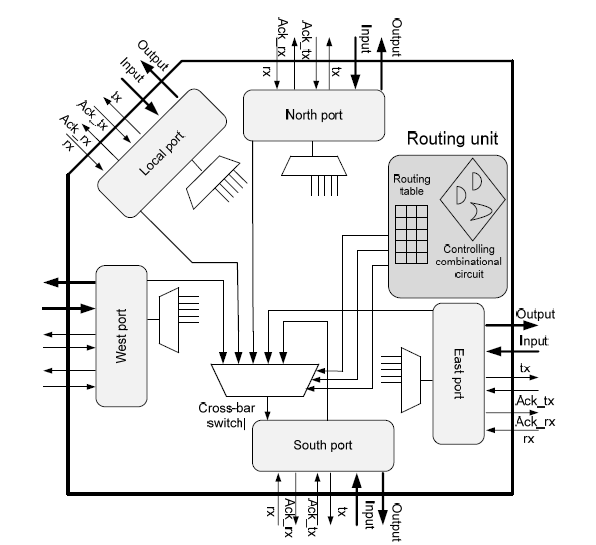 Ack_rx
Ack_tx
Input
Output
rx
tx
Output
Input
tx
Ack_tx
Ack_rx
rx
Local port
North port
Routing unit
Routing
table
Controlling
combinational
circuit
West port
Output
Input
East port
tx
Ack_tx
Ack_rx
rx
Cross-bar
switch
South port
rx
Ack_rx
Ack_tx
tx
Input
Output